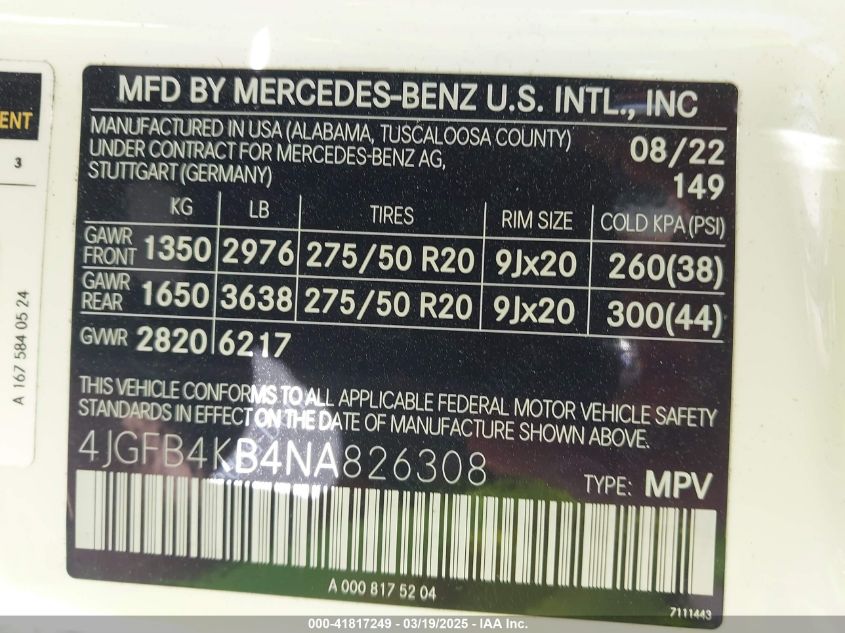 MFD BY MERCEDES-BENZ U.S. INTL., INC
MANUFACTURED IN USA (ALABAMA, TUSCALOOSA COUNTY)
UNDER CONTRACT FOR MERCEDES-BENZ AG,
STUTTGART (GERMANY)
08/22
149
KG LB TIRES RIM SIZE COLD KPA (PSI)
GAWR FRONT 1350 2976 275/50 R20 9Jx20 260(38)
GAWR REAR 1650 3638 275/50 R20 9Jx20 300(44)
GVWR 2820 6217
THIS VEHICLE CONFORMS TO ALL APPLICABLE FEDERAL MOTOR VEHICLE SAFETY
STANDARDS IN EFFECT ON THE DATE OF MANUFACTURE SHOWN ABOVE.
4JGFB4KB4NA826308
TYPE: MPV
A 000 817 52 04
7111443
3
A 167 584 05 24
000-41817249 - 03/19/2025 - IAA, Inc.